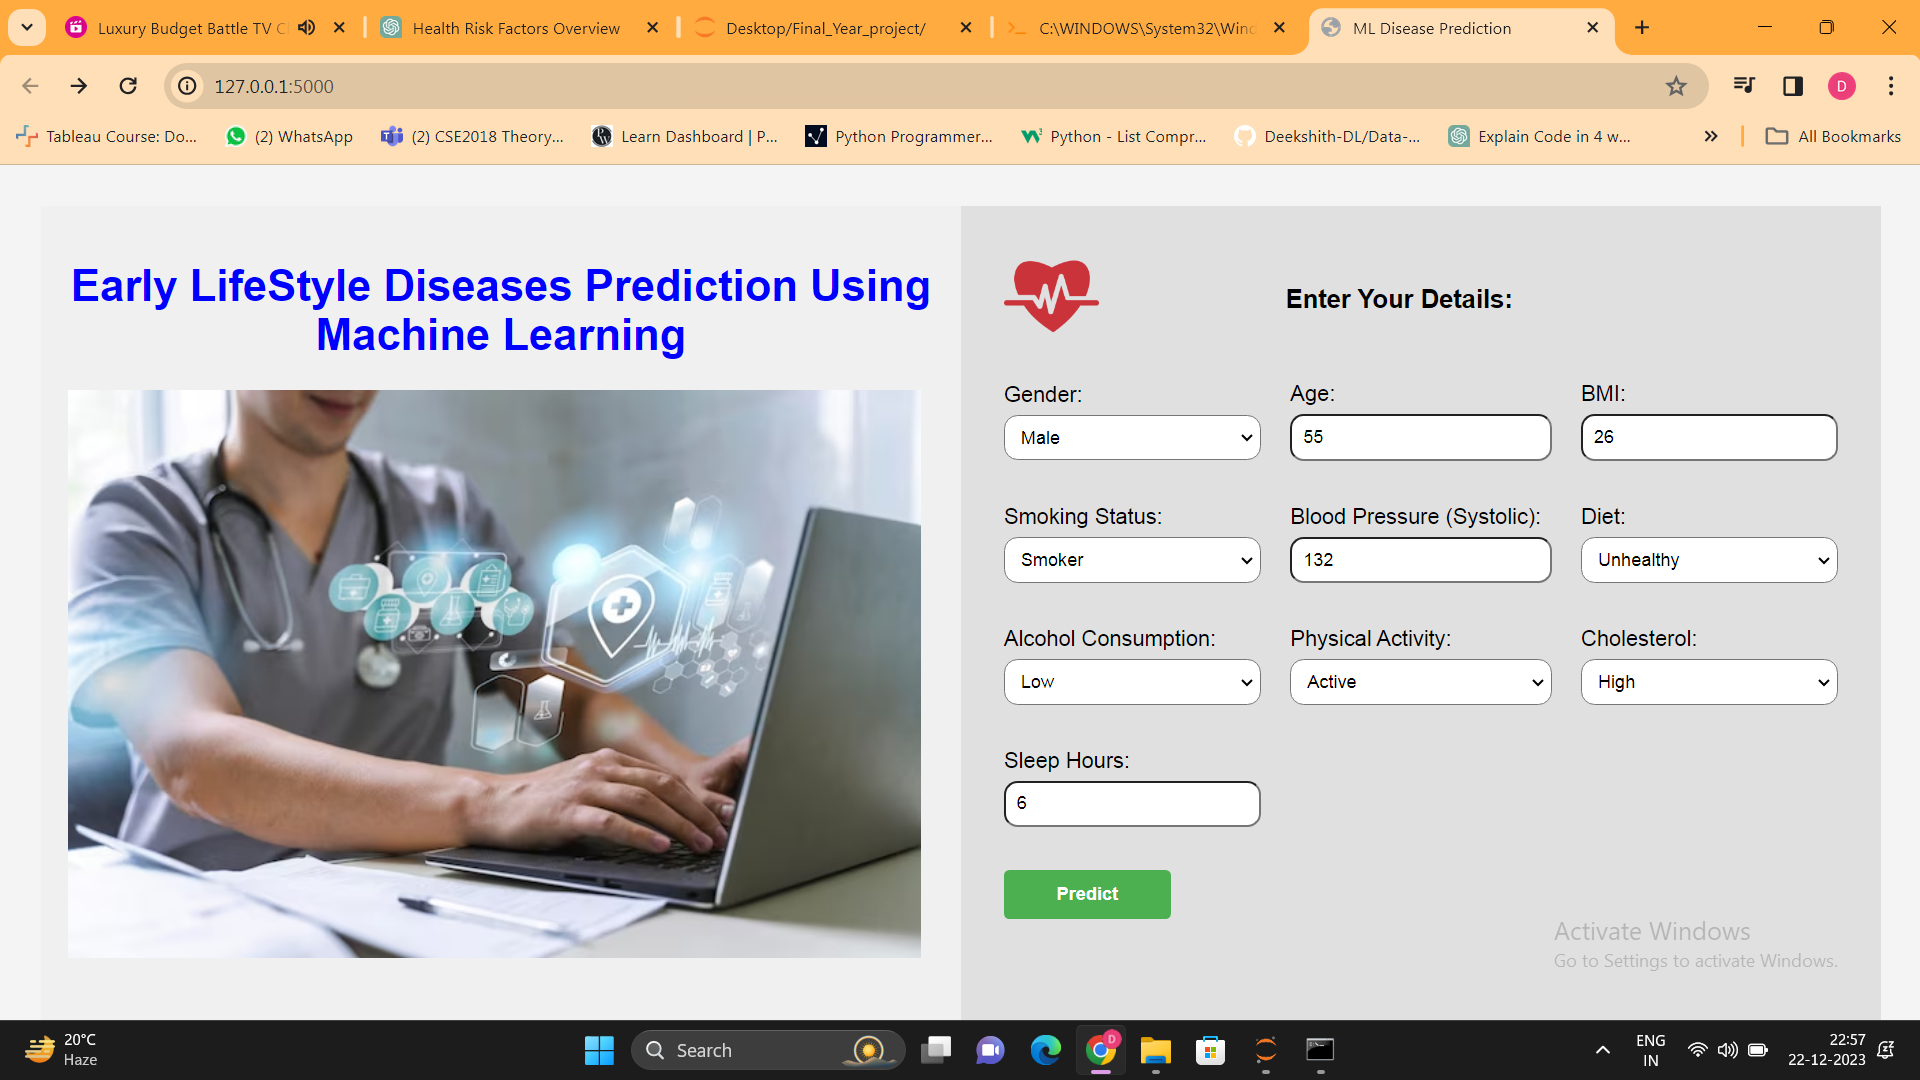 Luxury Budget Battle TV C
Health Risk Factors Overview
Desktop/Final_Year_project/
C:\WINDOWS\System32\Wind
ML Disease Prediction
127.0.0.1:5000
D
Tableau Course: Do...
(2) WhatsApp
(2) CSE2018 Theory...
Learn Dashboard | P...
Python Programmer...
Python - List Compr...
Deekshith-DL/Data-...
Explain Code in 4 w...
All Bookmarks
Early LifeStyle Diseases Prediction Using
Machine Learning
Enter Your Details:
Gender:
Age:
BMI:
Male
55
26
Smoking Status:
Blood Pressure (Systolic):
Diet:
Smoker
132
Unhealthy
Alcohol Consumption:
Physical Activity:
Cholesterol:
Low
Active
High
Sleep Hours:
6
Predict
Activate Windows
Go to Settings to activate Windows.
20°C
Haze
Search
D
ENG
IN
22:57
22-12-2023